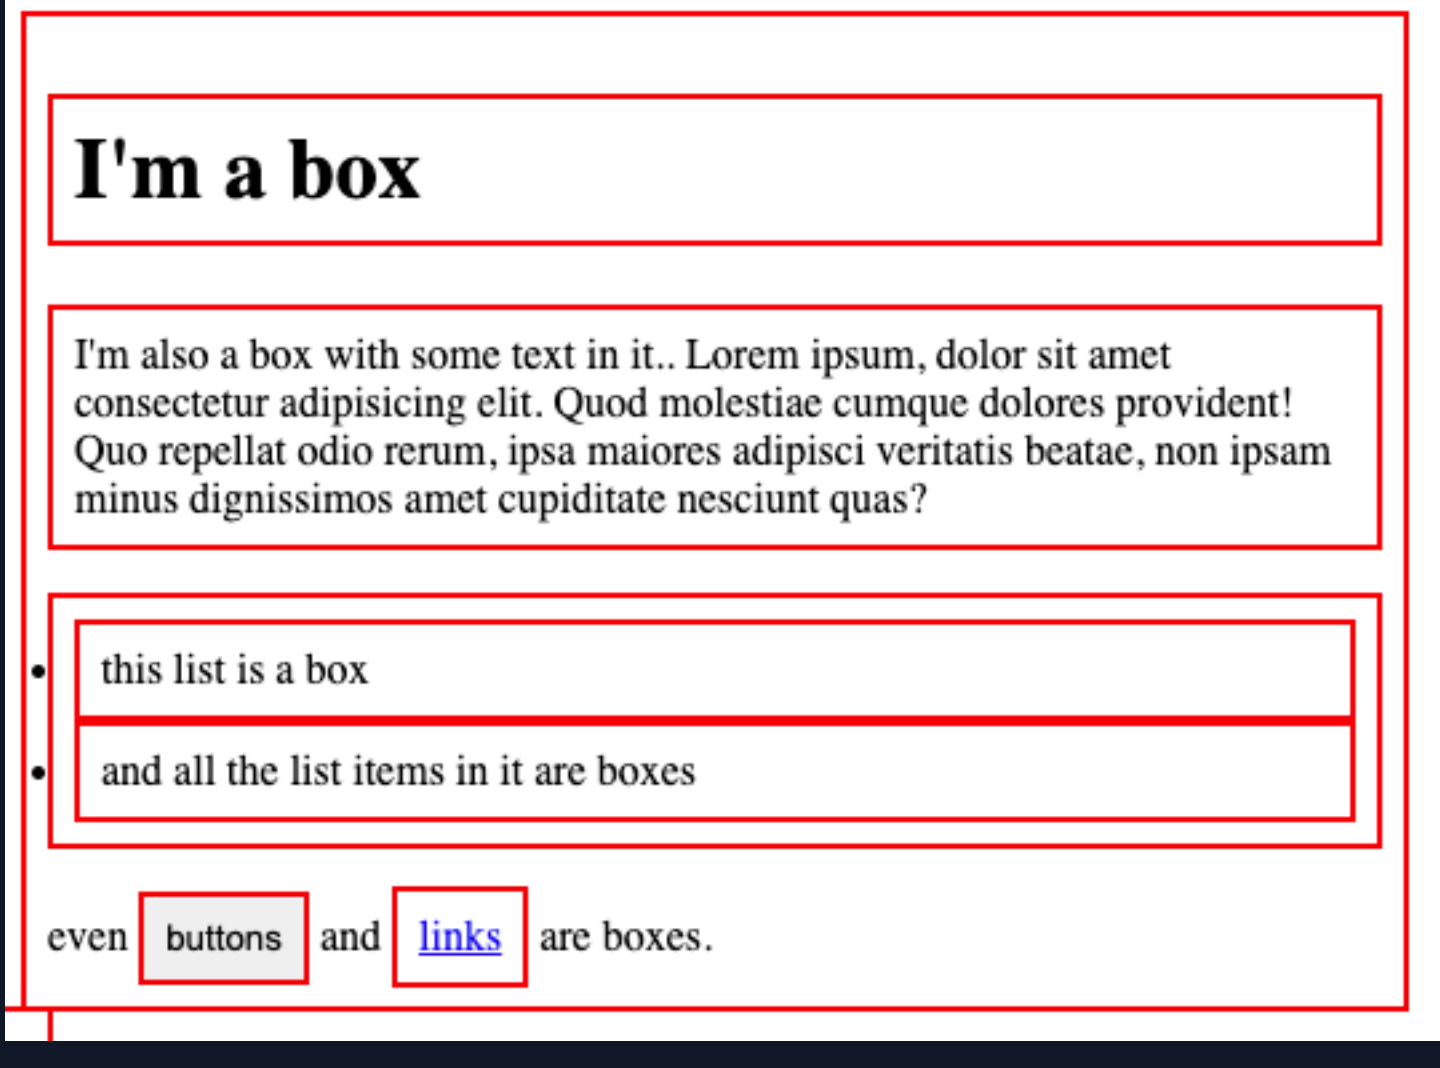 I'm a box
I'm also a box with some text in it.. Lorem ipsum, dolor sit amet
consectetur adipisicing elit. Quod molestiae cumque dolores provident!
Quo repellat odio rerum, ipsa maiores adipisci veritatis beatae, non ipsam
minus dignissimos amet cupiditate nesciunt quas?
• this list is a box
• and all the list items in it are boxes
even buttons and links are boxes.